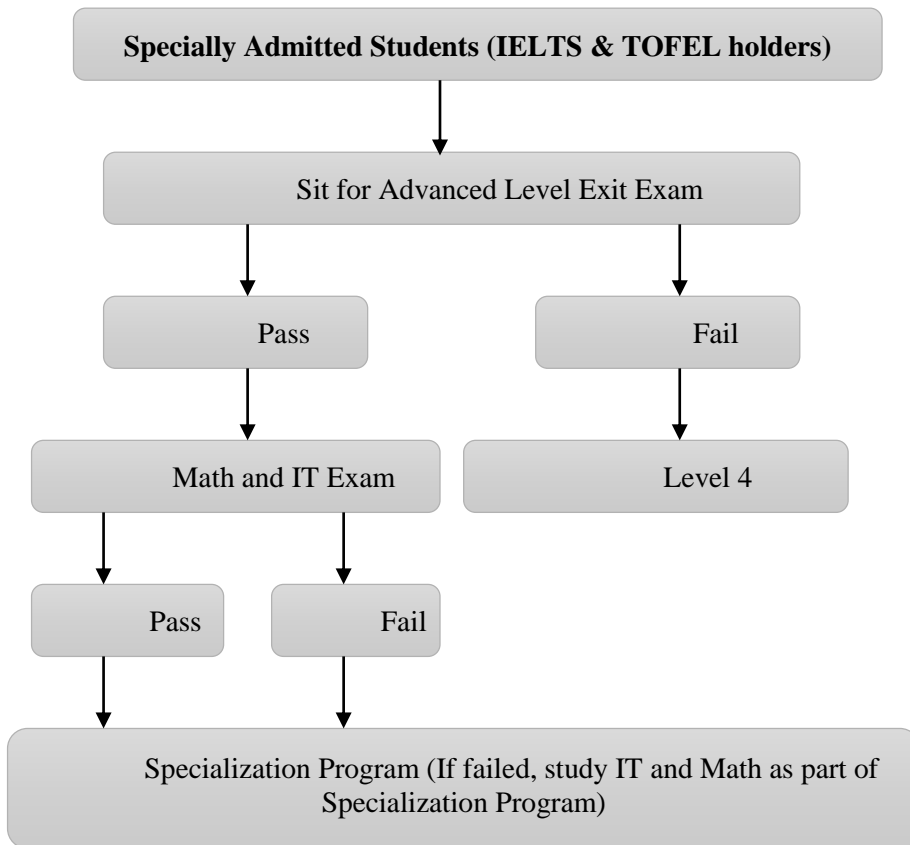 Specially Admitted Students (IELTS & TOFEL holders)
Sit for Advanced Level Exit Exam
Pass
Fail
Math and IT Exam
Level 4
Pass
Fail
Specialization Program (If failed, study IT and Math as part of
Specialization Program)